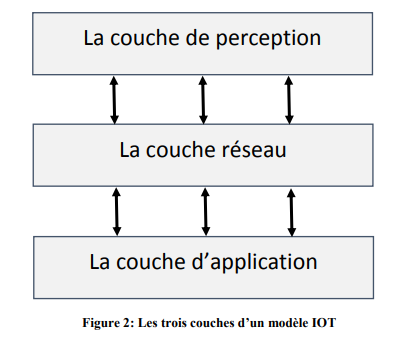 La couche de perception
La couche réseau
La couche d’application
Figure 2: Les trois couches d’un modèle IOT